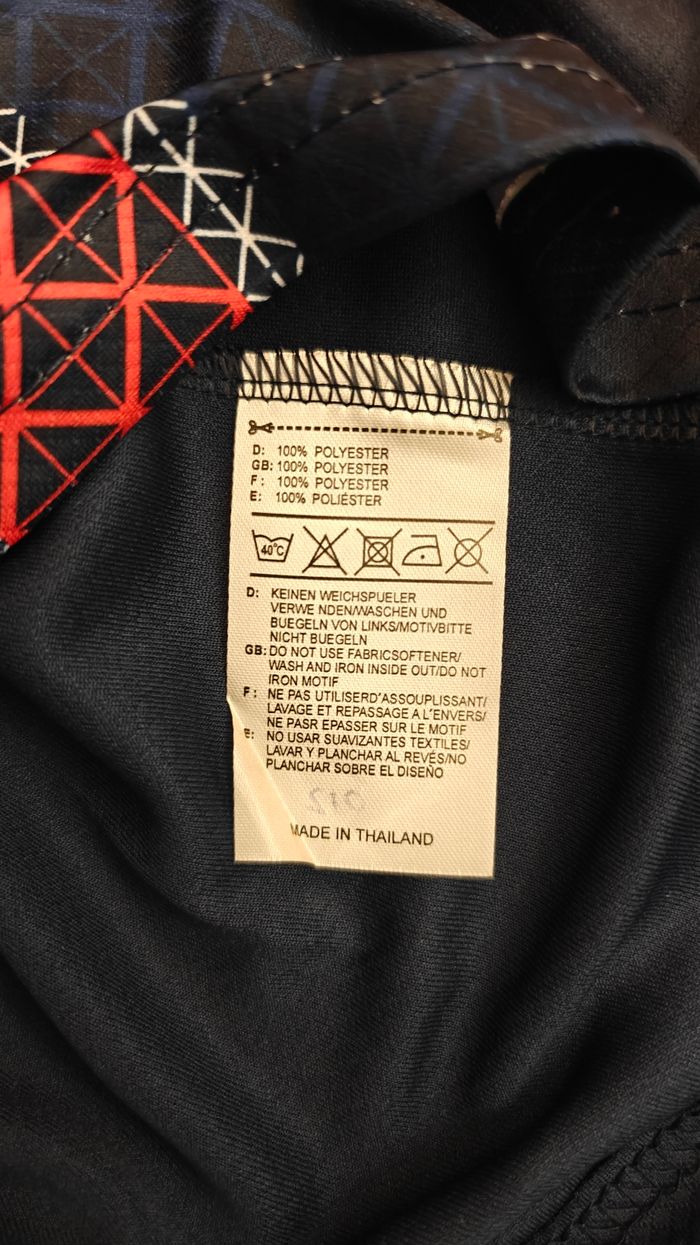 D: 100% POLYESTER
GB: 100% POLYESTER
F: 100% POLYESTER
E: 100% POLIÉSTER
40°C
D: KEINEN WEICHSPUELER
VERWE NDEN/WASCHEN UND
BUEGELN VON LINKS/MOTIVBITTE
NICHT BUEGELN
GB: DO NOT USE FABRICSOFTENER/
WASH AND IRON INSIDE OUT/DO NOT
IRON MOTIF
F: NE PAS UTILISERD'ASSOUPLISSANT/
LAVAGE ET REPASSAGE A L'ENVERS/
NE PASR EPASSER SUR LE MOTIF
E: NO USAR SUAVIZANTES TEXTILES/
LAVAR Y PLANCHAR AL REVÉS/NO
PLANCHAR SOBRE EL DISEÑO
MADE IN THAILAND